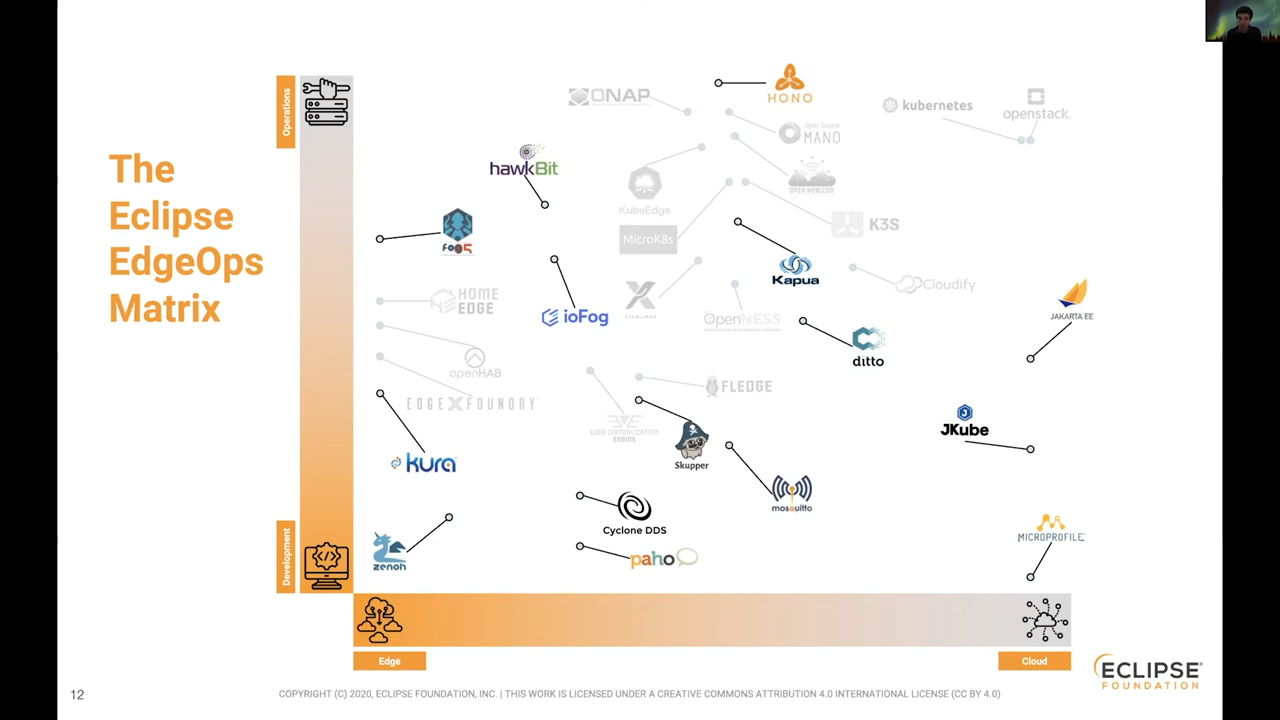 The
Eclipse
EdgeOps
Matrix
Operations
Development
HONO
ONAP
kubernetes
openstack.
Open Source
MANO
hawkBit
OPEN HORIZON
KubeEdge
K3S
MicroK8s
FOG05
Kapua
Cloudify
HOME
EDGE
STARLINGX
ioFog
OpenNESS
JAKARTA EE
ditto
openHAB
FLEDGE
EDGE X FOUNDRY
EDGE VIRTUALIZATION
ENGINE
JKube
kura
Skupper
mosquitto
Cyclone DDS
MICROPROFILE
paho
zenoh
Edge
Cloud
ECLIPSE
FOUNDATION
12
COPYRIGHT (C) 2020, ECLIPSE FOUNDATION, INC. | THIS WORK IS LICENSED UNDER A CREATIVE COMMONS ATTRIBUTION 4.0 INTERNATIONAL LICENSE (CC BY 4.0)